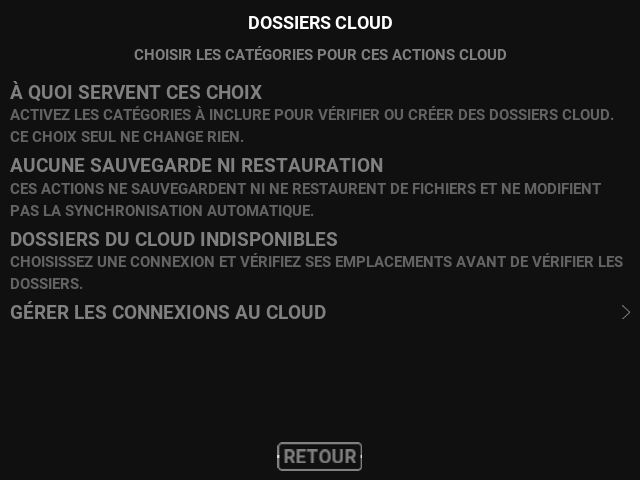 DOSSIERS CLOUD
CHOISIR LES CATÉGORIES POUR CES ACTIONS CLOUD
À QUOI SERVENT CES CHOIX
ACTIVEZ LES CATÉGORIES À INCLURE POUR VÉRIFIER OU CRÉER DES DOSSIERS CLOUD.
CE CHOIX SEUL NE CHANGE RIEN.
AUCUNE SAUVEGARDE NI RESTAURATION
CES ACTIONS NE SAUVEGARDENT NI NE RESTAURENT DE FICHIERS ET NE MODIFIENT
PAS LA SYNCHRONISATION AUTOMATIQUE.
DOSSIERS DU CLOUD INDISPONIBLES
CHOISISSEZ UNE CONNEXION ET VÉRIFIEZ SES EMPLACEMENTS AVANT DE VÉRIFIER LES
DOSSIERS.
GÉRER LES CONNEXIONS AU CLOUD
RETOUR